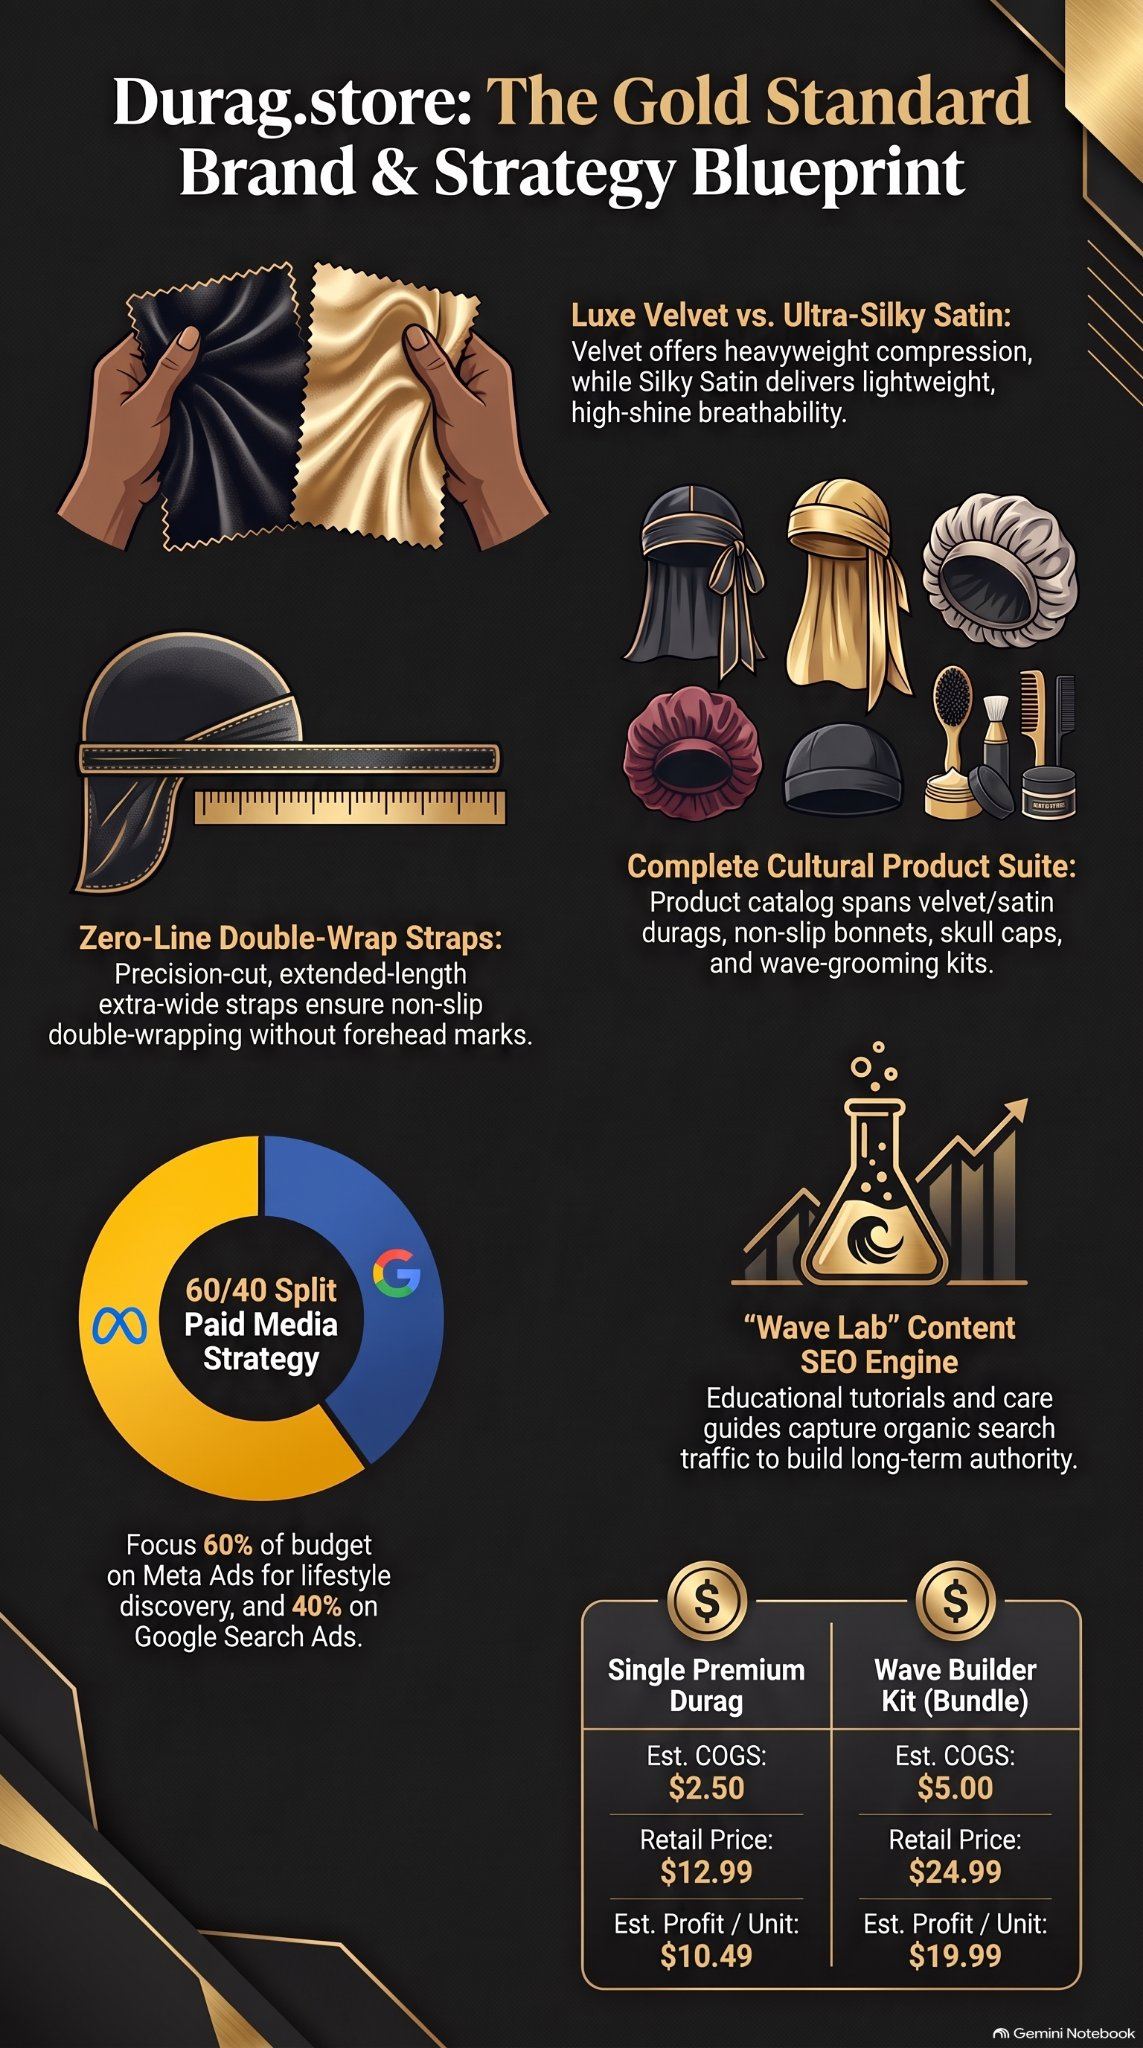 Durag.store: The Gold Standard
Brand & Strategy Blueprint
Luxe Velvet vs. Ultra-Silky Satin:
Velvet offers heavyweight compression,
while Silky Satin delivers lightweight,
high-shine breathability.
Complete Cultural Product Suite:
Product catalog spans velvet/satin
durags, non-slip bonnets, skull caps,
and wave-grooming kits.
Zero-Line Double-Wrap Straps:
Precision-cut, extended-length
extra-wide straps ensure non-slip
double-wrapping without forehead marks.
60/40 Split
Paid Media
Strategy
Focus 60% of budget
on Meta Ads for lifestyle
discovery, and 40% on
Google Search Ads.
“Wave Lab” Content
SEO Engine
Educational tutorials and care
guides capture organic search
traffic to build long-term authority.
$
$
Single Premium
Durag
Est. COGS:
$2.50
Retail Price:
$12.99
Est. Profit / Unit:
$10.49
Wave Builder
Kit (Bundle)
Est. COGS:
$5.00
Retail Price:
$24.99
Est. Profit / Unit:
$19.99
Gemini Notebook